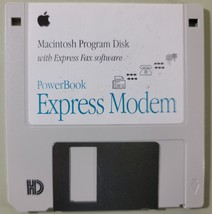 Macintosh Program Disk
with Express Fax software
PowerBook
Express Modem
HD